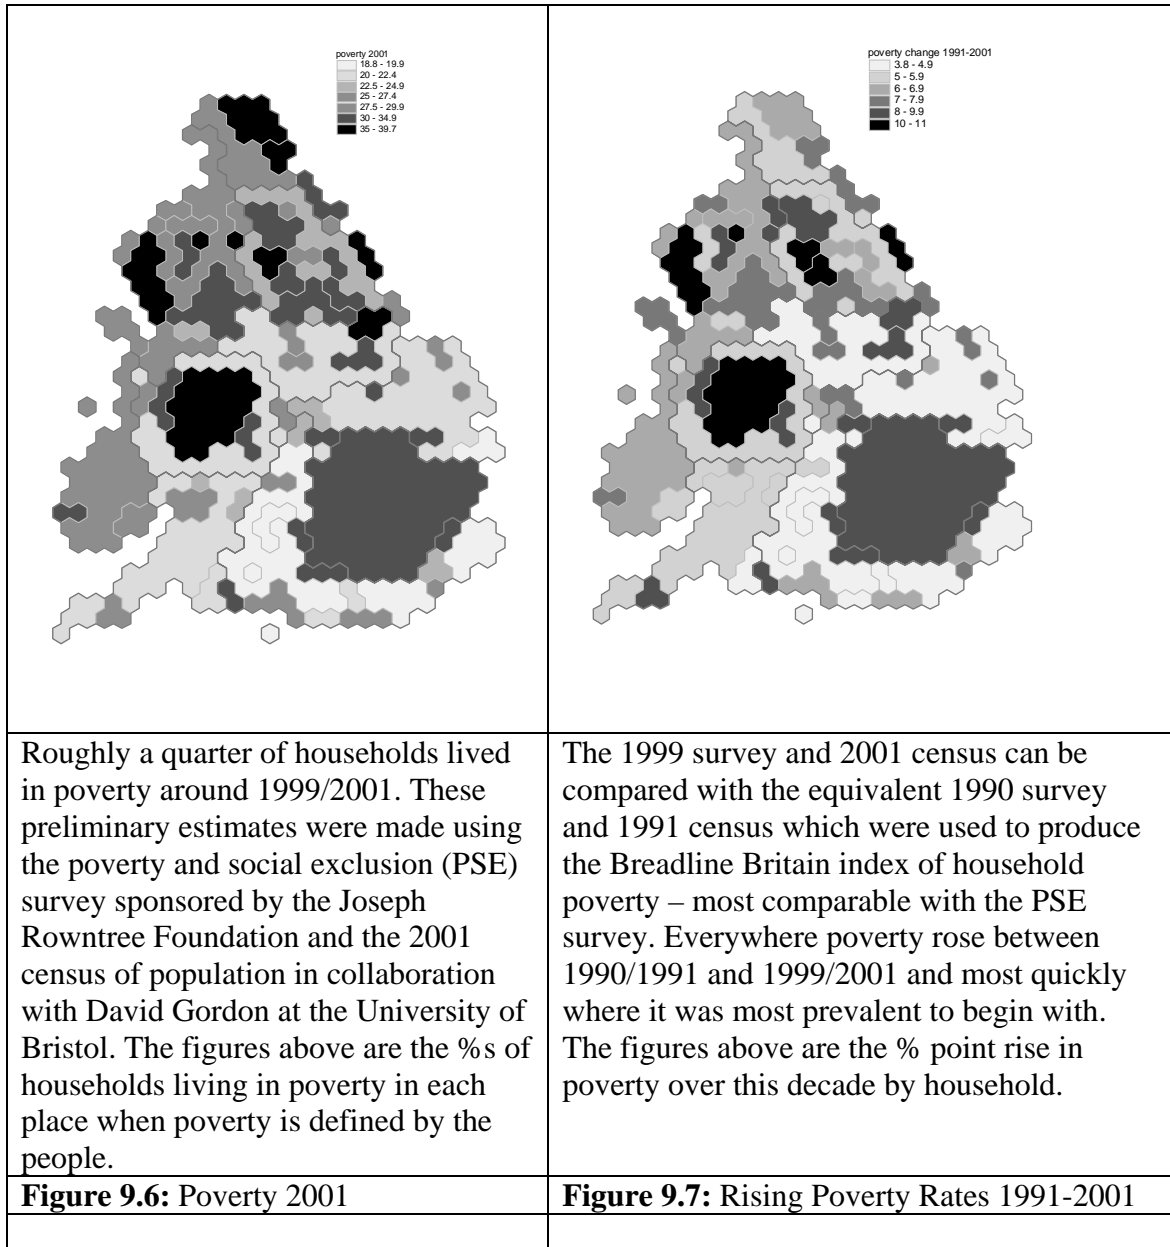 poverty 2001
18.8 - 19.9
20 - 22.4
22.5 - 24.9
25 - 27.4
27.5 - 29.9
30 - 34.9
35 - 39.7
poverty change 1991-2001
3.8 - 4.9
5 - 5.9
6 - 6.9
7 - 7.9
8 - 9.9
10 - 11
Roughly a quarter of households lived
in poverty around 1999/2001. These
preliminary estimates were made using
the poverty and social exclusion (PSE)
survey sponsored by the Joseph
Rowntree Foundation and the 2001
census of population in collaboration
with David Gordon at the University of
Bristol. The figures above are the %s of
households living in poverty in each
place when poverty is defined by the
people.
The 1999 survey and 2001 census can be
compared with the equivalent 1990 survey
and 1991 census which were used to produce
the Breadline Britain index of household
poverty – most comparable with the PSE
survey. Everywhere poverty rose between
1990/1991 and 1999/2001 and most quickly
where it was most prevalent to begin with.
The figures above are the % point rise in
poverty over this decade by household.
Figure 9.6: Poverty 2001
Figure 9.7: Rising Poverty Rates 1991-2001